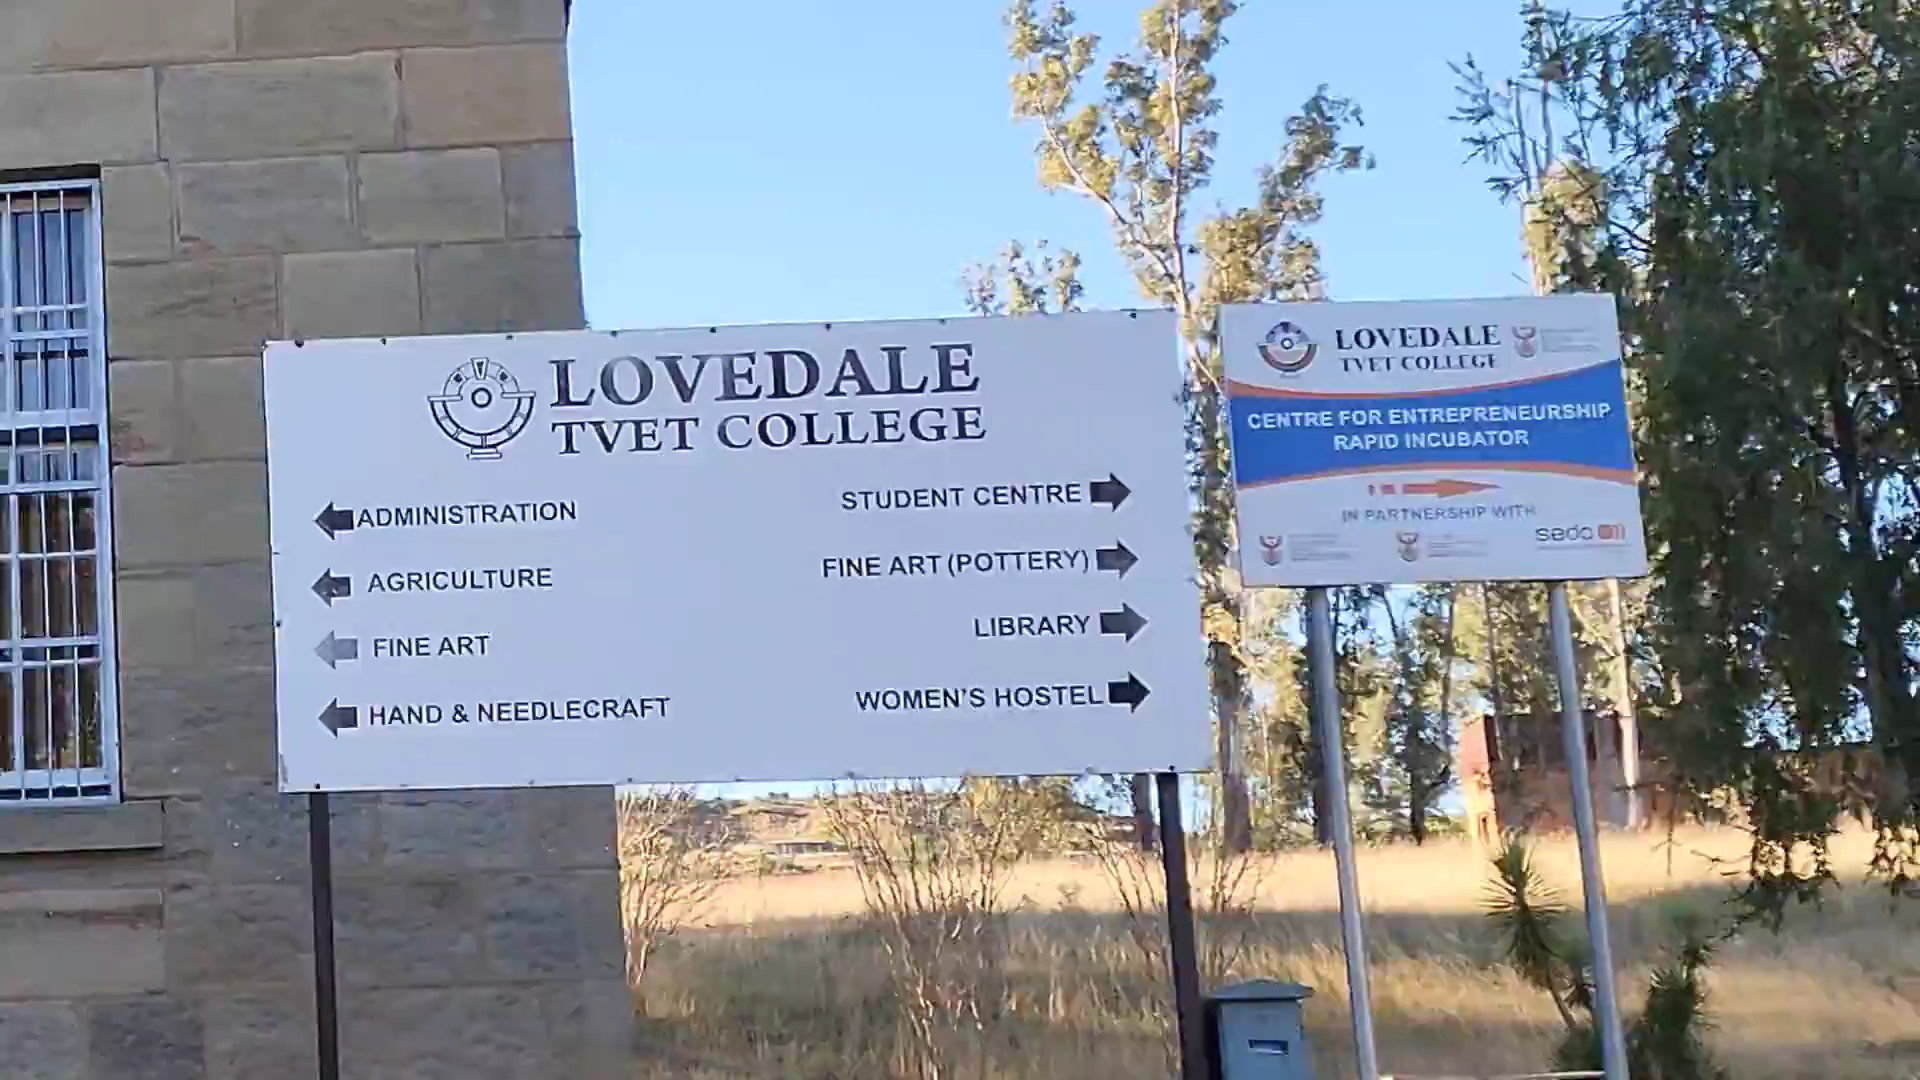 LOVEDALE
TVET COLLEGE
ADMINISTRATION
AGRICULTURE
FINE ART
HAND & NEEDLECRAFT
STUDENT CENTRE
FINE ART (POTTERY)
LIBRARY
WOMEN'S HOSTEL
LOVEDALE
TVET COLLEGE
CENTRE FOR ENTREPRENEURSHIP
RAPID INCUBATOR
IN PARTNERSHIP WITH
seda